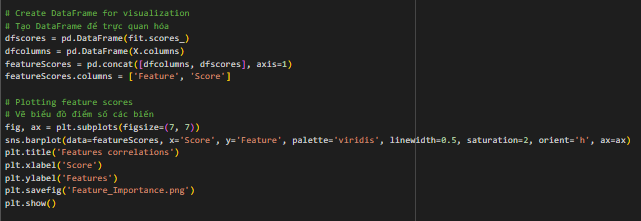 # Create DataFrame for visualization
# Tạo DataFrame để trực quan hóa
dfscores = pd.DataFrame(fit.scores_)
dfcolumns = pd.DataFrame(X.columns)
featureScores = pd.concat([dfcolumns, dfscores], axis=1)
featureScores.columns = ['Feature', 'Score']

# Plotting feature scores
# Vẽ biểu đồ điểm số các biến
fig, ax = plt.subplots(figsize=(7, 7))
sns.barplot(data=featureScores, x='Score', y='Feature', palette='viridis', linewidth=0.5, saturation=2, orient='h', ax=ax)
plt.title('Features correlations')
plt.xlabel('Score')
plt.ylabel('Features')
plt.savefig('Feature_Importance.png')
plt.show()